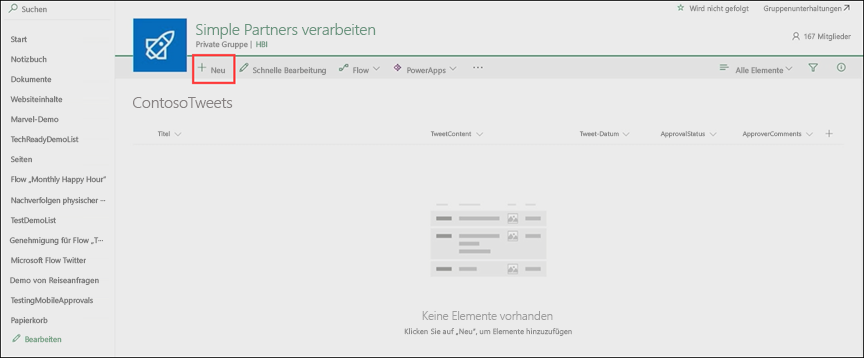 Suchen
Wird nicht gefolgt
Gruppenunterhaltungen
Simple Partners verarbeiten
Private Gruppe | HBI
167 Mitglieder
Neu
Schnelle Bearbeitung
Flow
PowerApps
...
Alle Elemente
ContosoTweets
Titel
TweetContent
Tweet-Datum
ApprovalStatus
ApproverComments
Start
Notizbuch
Dokumente
Websiteinhalte
Marvel-Demo
TechReadyDemoList
Seiten
Flow „Monthly Happy Hour“
Nachverfolgen physischer ...
TestDemoList
Genehmigung für Flow „T...
Microsoft Flow Twitter
Demo von Reiseanfragen
TestingMobileApprovals
Papierkorb
Bearbeiten
Keine Elemente vorhanden
Klicken Sie auf „Neu“, um Elemente hinzuzufügen